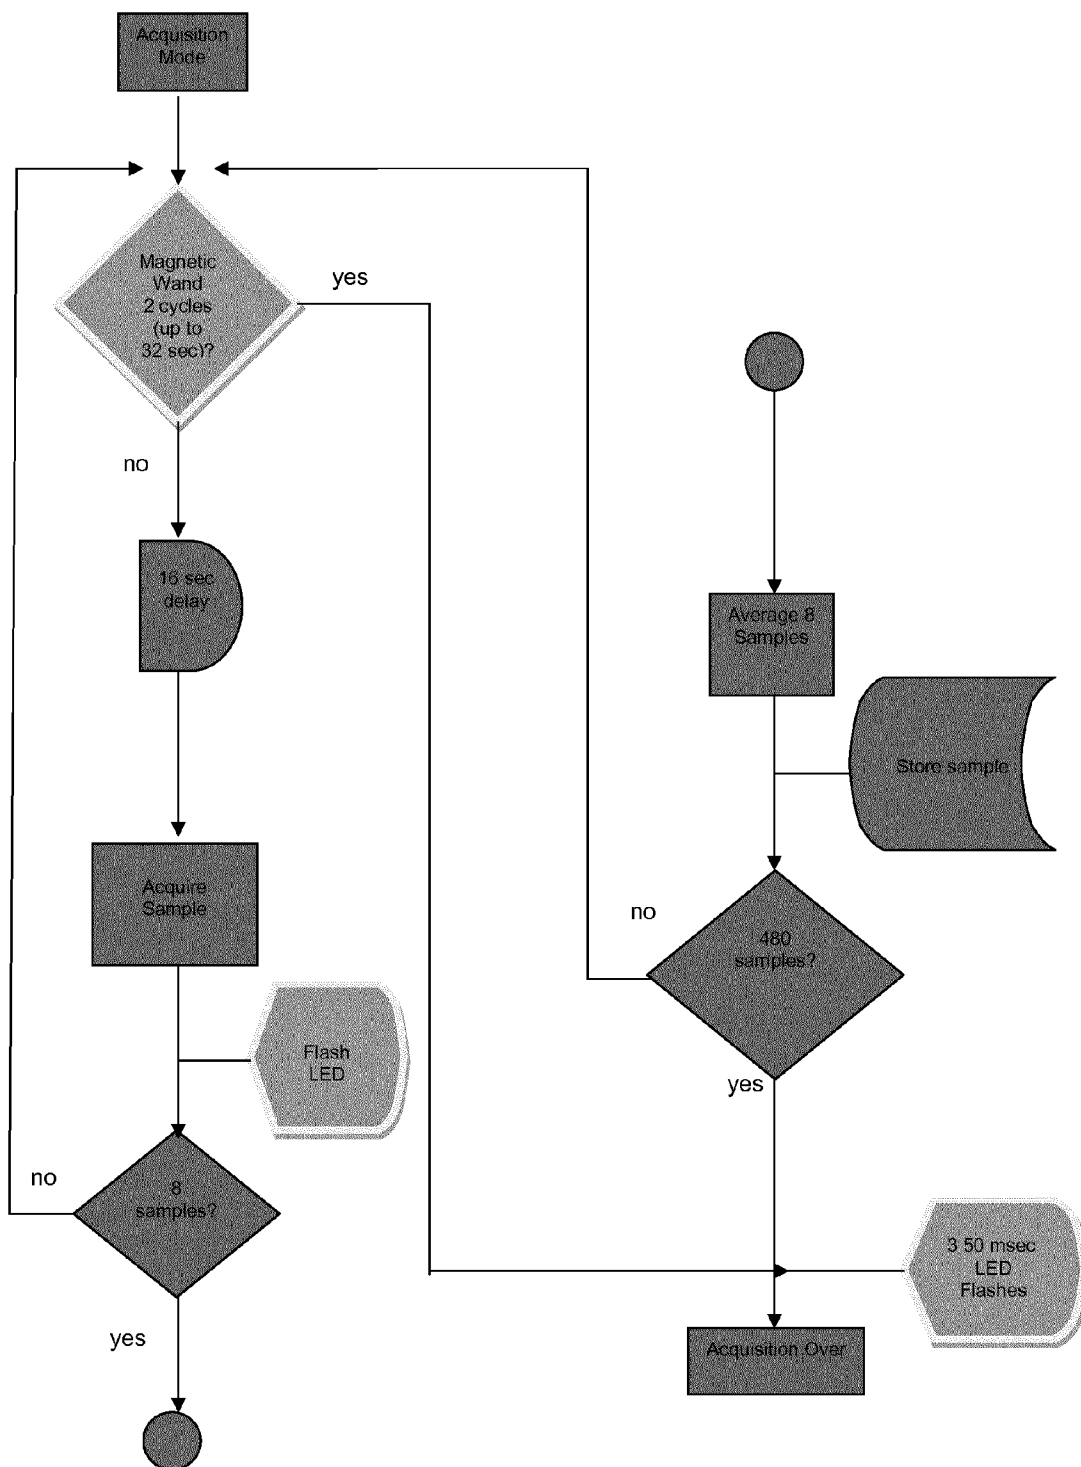 Acquisition
Mode
Magnetic
Wand
2 cycles
(up to
32 sec)?
yes
no
16 sec
delay
Acquire
Sample
Flash
LED
no
8
samples?
yes
Average 8
Samples
Store sample
no
480
samples?
yes
3 50 msec
LED
Flashes
Acquisition Over